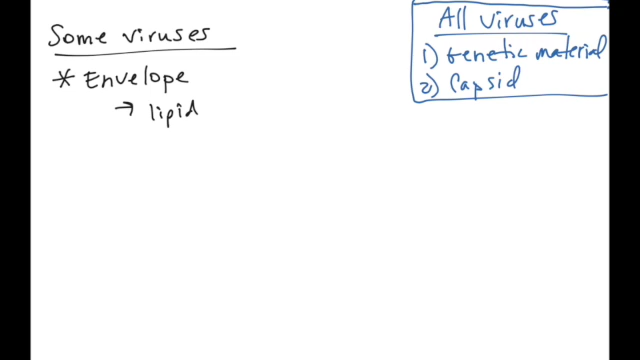 Some viruses
* Envelope
→ lipid
All viruses
1) Genetic material
2) Capsid